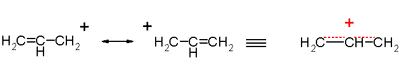 H₂C=CH-CH₂⁺ ⟷ ⁺H₂C-CH=CH₂ ≡ H₂C-CH-CH₂ +